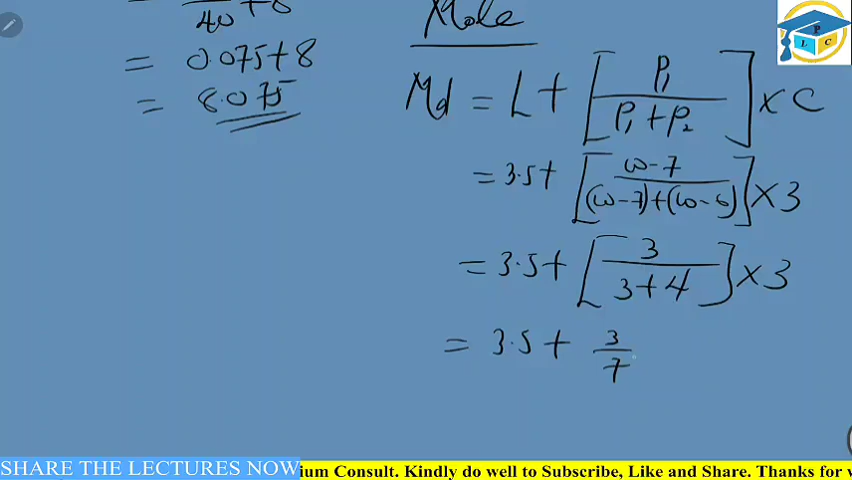 40 + 8
= 0.075+8
= 8.075
Mole
Md = L + [P1 / P1 + P2] × C
= 3.5 + [10-7 / (10-7)+(10-6)] × 3
= 3.5 + [3 / 3+4] × 3
= 3.5 + 3/7
P
L C
SHARE THE LECTURES NOW
ium Consult. Kindly do well to Subscribe, Like and Share. Thanks for